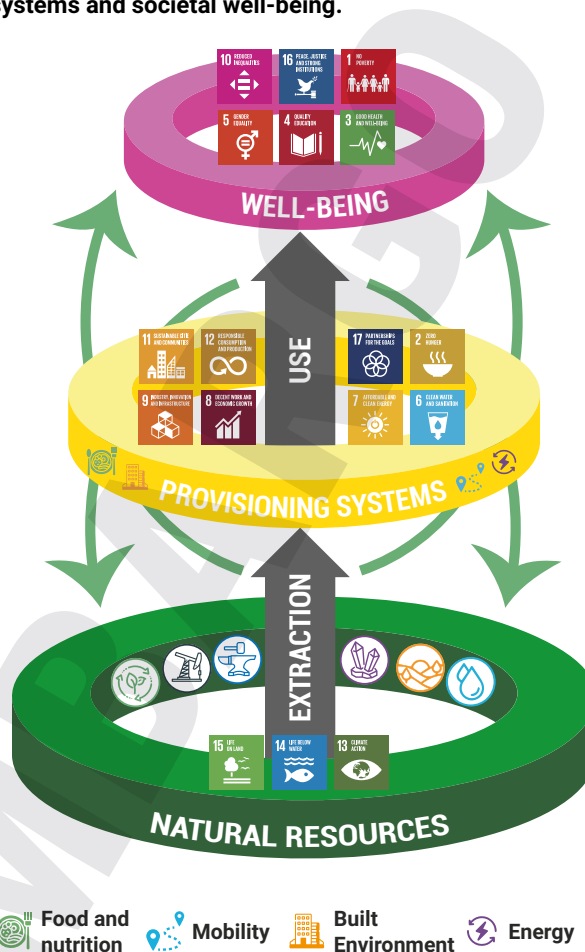 systems and societal well-being.
10 REDUCED
INEQUALITIES
16 PEACE, JUSTICE
AND STRONG
INSTITUTIONS
1 NO
POVERTY
5 GENDER
EQUALITY
4 QUALITY
EDUCATION
3 GOOD HEALTH
AND WELL-BEING
WELL-BEING
USE
11 SUSTAINABLE CITIES
AND COMMUNITIES
12 RESPONSIBLE
CONSUMPTION
AND PRODUCTION
17 PARTNERSHIPS
FOR THE GOALS
2 ZERO
HUNGER
9 INDUSTRY, INNOVATION
AND INFRASTRUCTURE
8 DECENT WORK AND
ECONOMIC GROWTH
7 AFFORDABLE AND
CLEAN ENERGY
6 CLEAN WATER
AND SANITATION
PROVISIONING SYSTEMS
EXTRACTION
15 LIFE
ON LAND
14 LIFE BELOW
WATER
13 CLIMATE
ACTION
NATURAL RESOURCES
Food and
nutrition
Mobility
Built
Environment
Energy